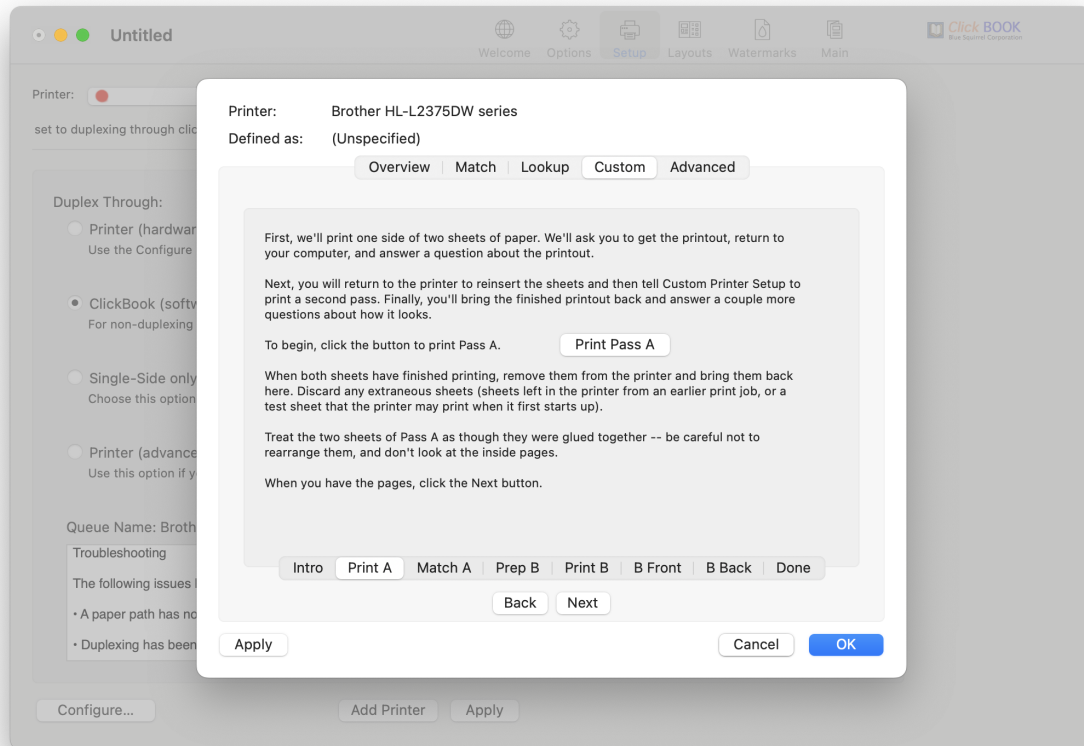 Untitled
Welcome
Options
Setup
Layouts
Watermarks
Main
Click BOOK
Blue Squirrel Corporation
Printer:
set to duplexing through clic
Duplex Through:
Printer (hardwar
Use the Configure
ClickBook (softw
For non-duplexing
Single-Side only
Choose this option
Printer (advance
Use this option if y
Queue Name: Broth
Troubleshooting
The following issues
• A paper path has no
• Duplexing has been
Configure...
Add Printer
Apply
Printer: Brother HL-L2375DW series
Defined as: (Unspecified)
Overview
Match
Lookup
Custom
Advanced
First, we'll print one side of two sheets of paper. We'll ask you to get the printout, return to
your computer, and answer a question about the printout.
Next, you will return to the printer to reinsert the sheets and then tell Custom Printer Setup to
print a second pass. Finally, you'll bring the finished printout back and answer a couple more
questions about how it looks.
To begin, click the button to print Pass A.
Print Pass A
When both sheets have finished printing, remove them from the printer and bring them back
here. Discard any extraneous sheets (sheets left in the printer from an earlier print job, or a
test sheet that the printer may print when it first starts up).
Treat the two sheets of Pass A as though they were glued together -- be careful not to
rearrange them, and don't look at the inside pages.
When you have the pages, click the Next button.
Intro
Print A
Match A
Prep B
Print B
B Front
B Back
Done
Back
Next
Apply
Cancel
OK